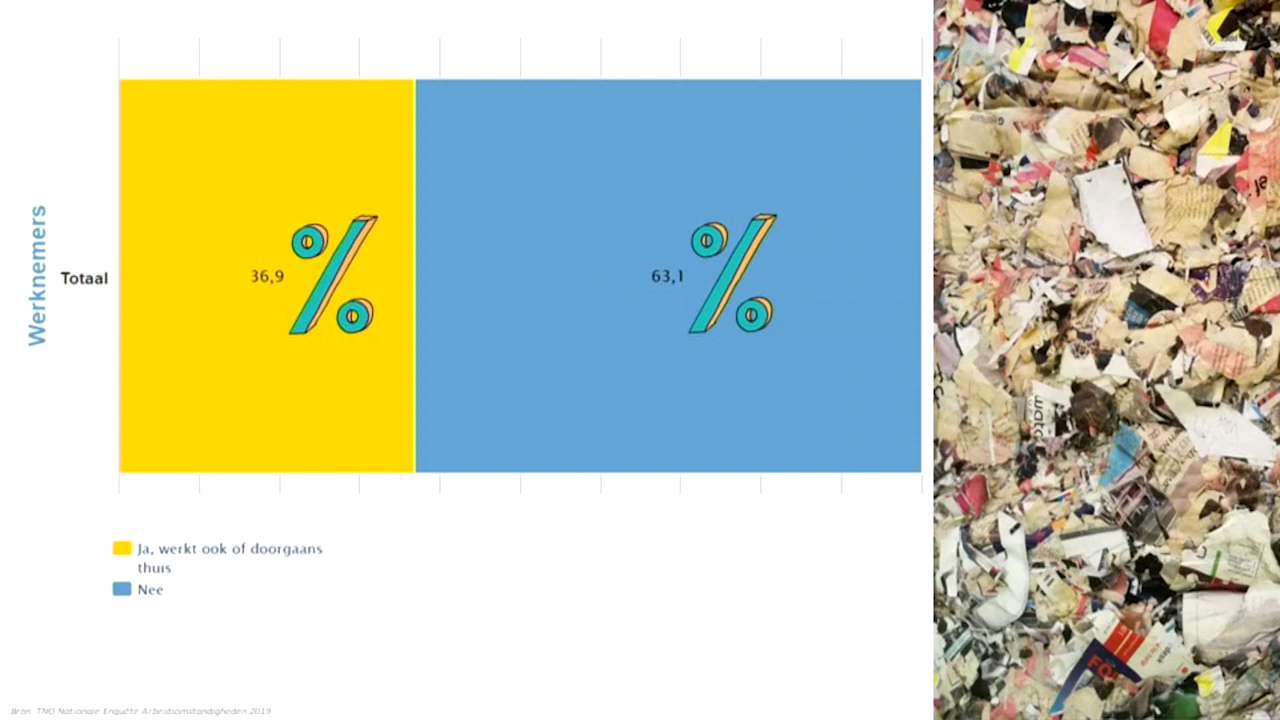 Werknemers
Totaal
36,9 %
63,1 %
Ja, werkt ook of doorgaans
thuis
Nee
Bron: TNO Nationale Enquête Arbeidsomstandigheden 2019